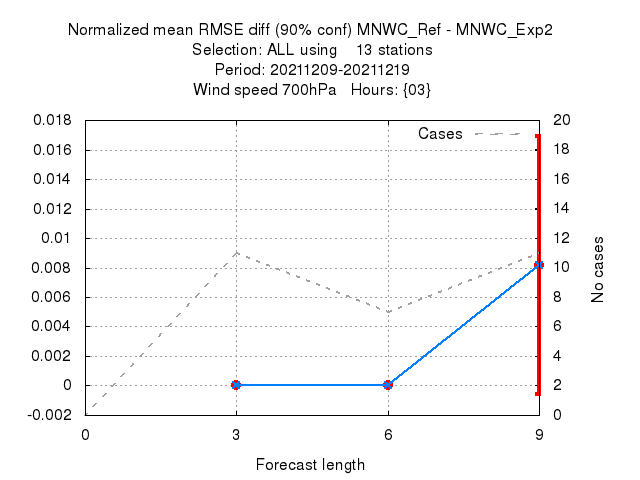 Normalized mean RMSE diff (90% conf) MNWC_Ref - MNWC_Exp2
Selection: ALL using    13 stations
Period: 20211209-20211219
Wind speed 700hPa   Hours: {03}
Cases
0.018
0.016
0.014
0.012
0.01
0.008
0.006
0.004
0.002
0
-0.002
20
18
16
14
12
10
8
6
4
2
0
No cases
0 3 6 9
Forecast length